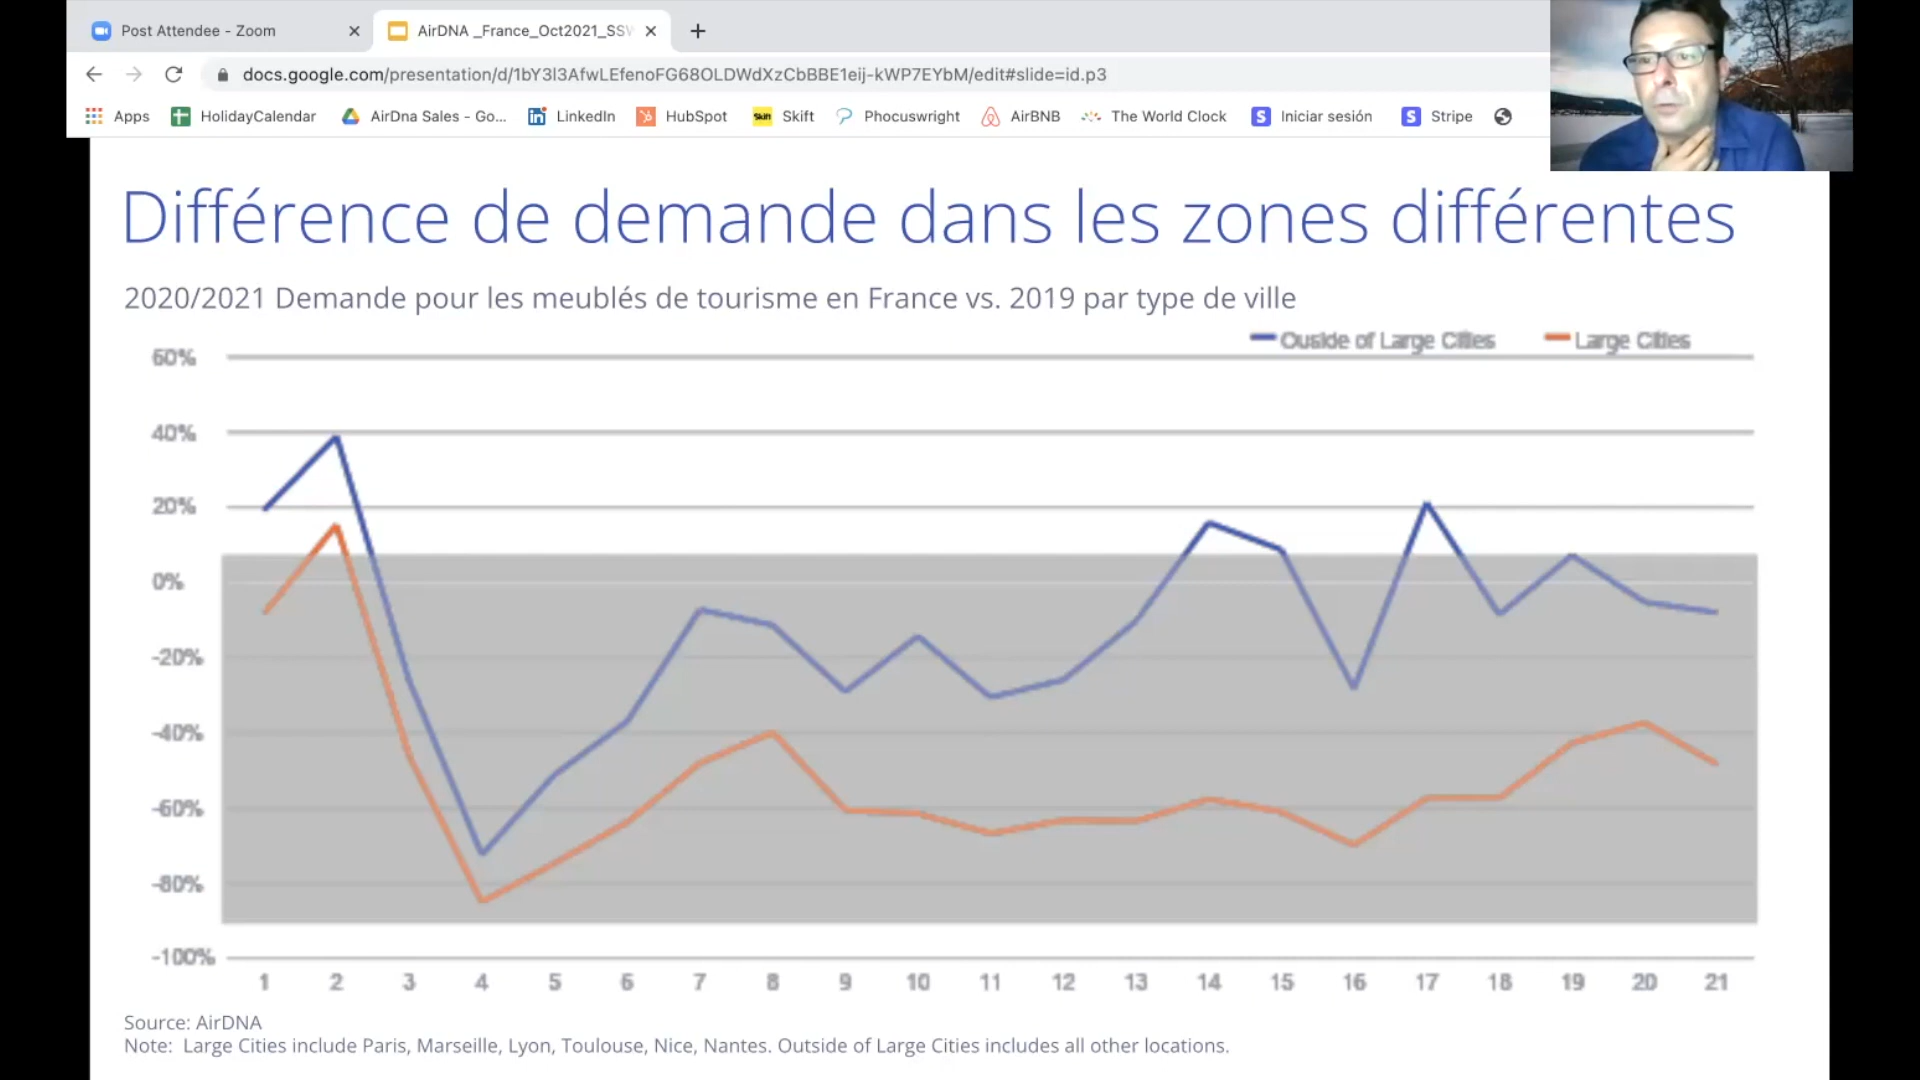 Post Attendee - Zoom
AirDNA _France_Oct2021_SSW
docs.google.com/presentation/d/1bY3I3AfwLEfenoFG68OLDWdXzCbBBE1eij-kWP7EYbM/edit#slide=id.p3
Apps HolidayCalendar AirDna Sales - Go... LinkedIn HubSpot Skift Phocuswright AirBNB The World Clock Iniciar sesión Stripe
Différence de demande dans les zones différentes
2020/2021 Demande pour les meublés de tourisme en France vs. 2019 par type de ville
Ouside of Large Cities Large Cities
60%
40%
20%
0%
-20%
-40%
-60%
-80%
-100%
1 2 3 4 5 6 7 8 9 10 11 12 13 14 15 16 17 18 19 20 21
Source: AirDNA
Note: Large Cities include Paris, Marseille, Lyon, Toulouse, Nice, Nantes. Outside of Large Cities includes all other locations.